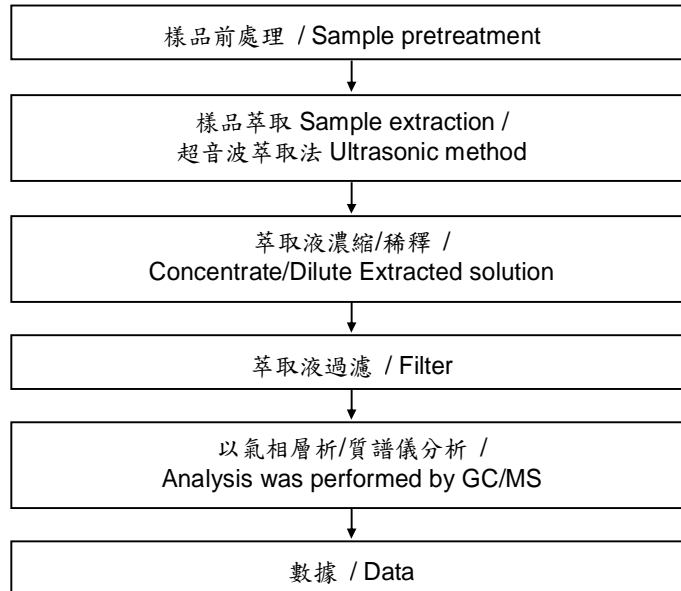 樣品前處理 / Sample pretreatment
樣品萃取 Sample extraction /
超音波萃取法 Ultrasonic method
萃取液濃縮/稀釋 /
Concentrate/Dilute Extracted solution
萃取液過濾 / Filter
以氣相層析/質譜儀分析 /
Analysis was performed by GC/MS
數據 / Data